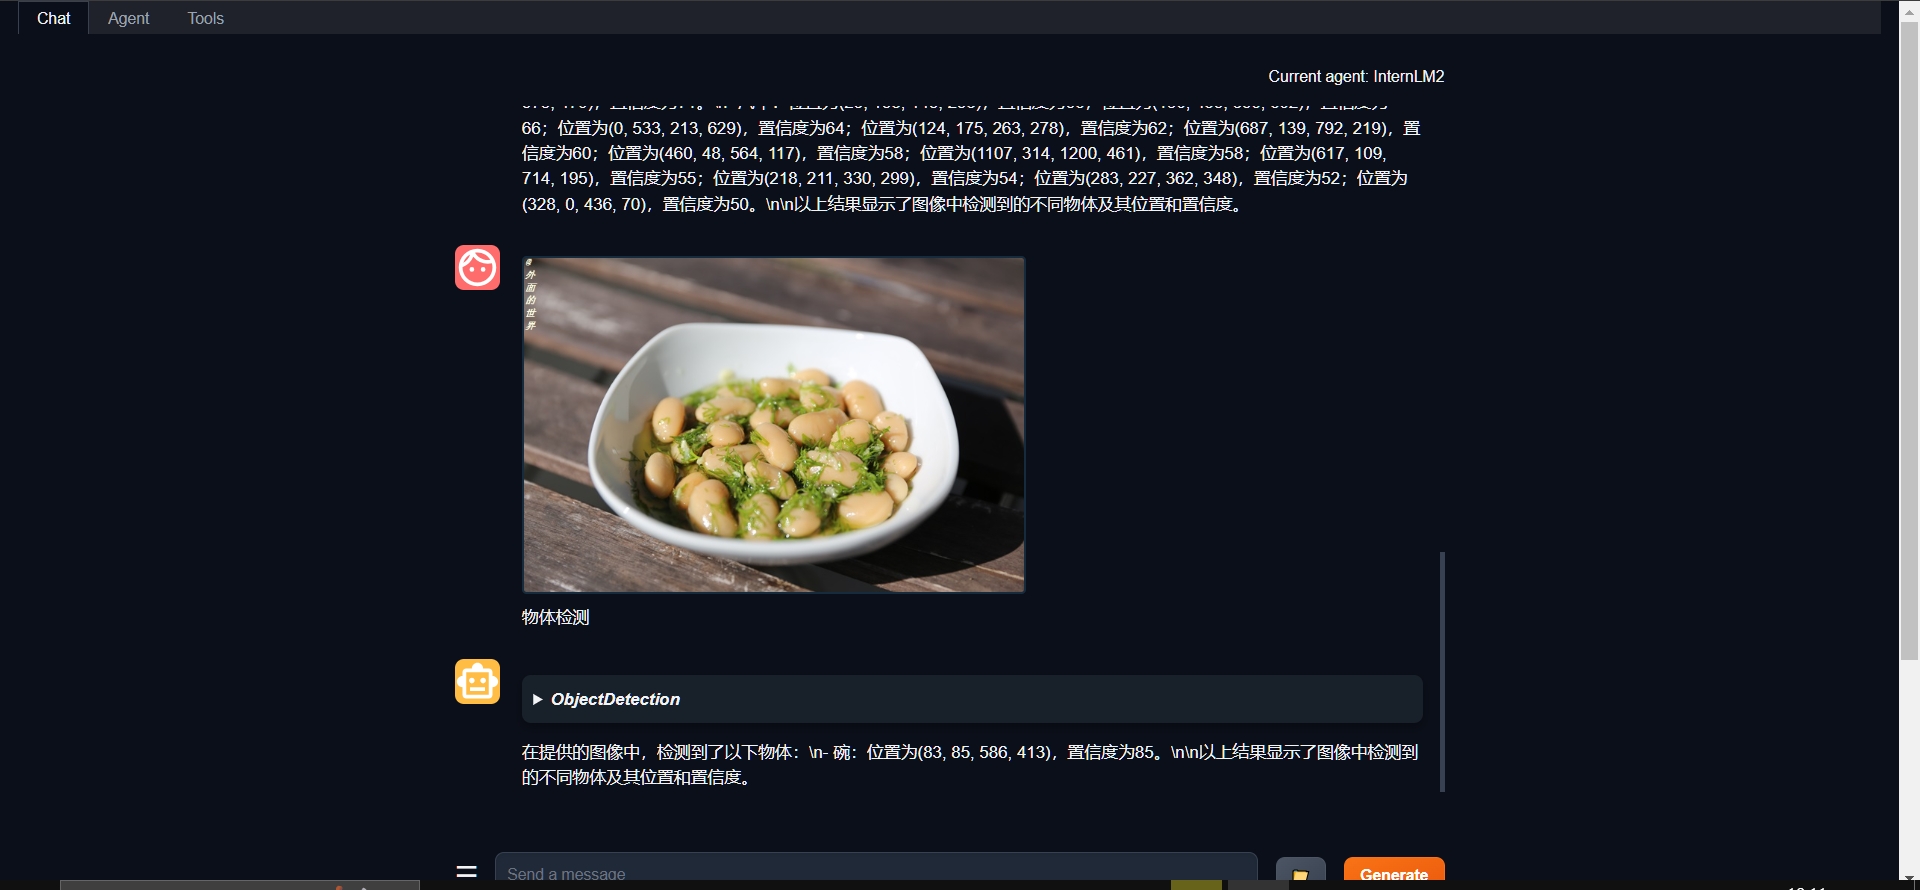 Chat Agent Tools
Current agent: InternLM2
66；位置为(0, 533, 213, 629)，置信度为64；位置为(124, 175, 263, 278)，置信度为62；位置为(687, 139, 792, 219)，置
信度为60；位置为(460, 48, 564, 117)，置信度为58；位置为(1107, 314, 1200, 461)，置信度为58；位置为(617, 109,
714, 195)，置信度为55；位置为(218, 211, 330, 299)，置信度为54；位置为(283, 227, 362, 348)，置信度为52；位置为
(328, 0, 436, 70)，置信度为50。\n\n以上结果显示了图像中检测到的不同物体及其位置和置信度。
外面的世界
物体检测
ObjectDetection
在提供的图像中，检测到了以下物体：\n- 碗：位置为(83, 85, 586, 413)，置信度为85。\n\n以上结果显示了图像中检测到
的不同物体及其位置和置信度。
Send a message
Generate